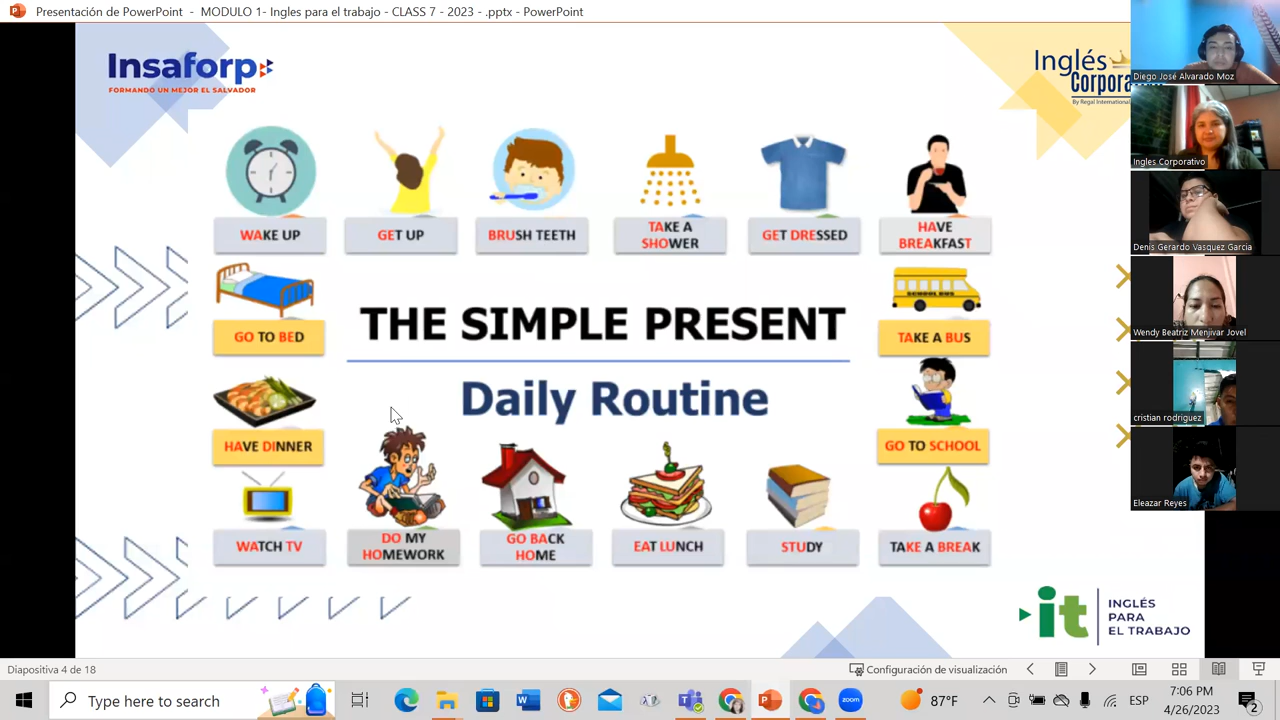 Presentación de PowerPoint - MODULO 1- Ingles para el trabajo - CLASS 7 - 2023 - .pptx - PowerPoint
Insaforp
FORMANDO UN MEJOR EL SALVADOR
Inglés
Corpora
By Regal International
WAKE UP
GET UP
BRUSH TEETH
TAKE A
SHOWER
GET DRESSED
HAVE
BREAKFAST
GO TO BED
THE SIMPLE PRESENT
SCHOOL BUS
TAKE A BUS
Daily Routine
HAVE DINNER
GO TO SCHOOL
WATCH TV
DO MY
HOMEWORK
GO BACK
HOME
EAT LUNCH
STUDY
TAKE A BREAK
it
INGLÉS
PARA
EL TRABAJO
Diego José Alvarado Moz
Ingles Corporativo
Denis Gerardo Vasquez Garcia
Wendy Beatriz Menjivar Jovel
cristian rodriguez
Eleazar Reyes
Diapositiva 4 de 18
Configuración de visualización
Type here to search
zoom
87°F
ESP
7:06 PM
4/26/2023
2